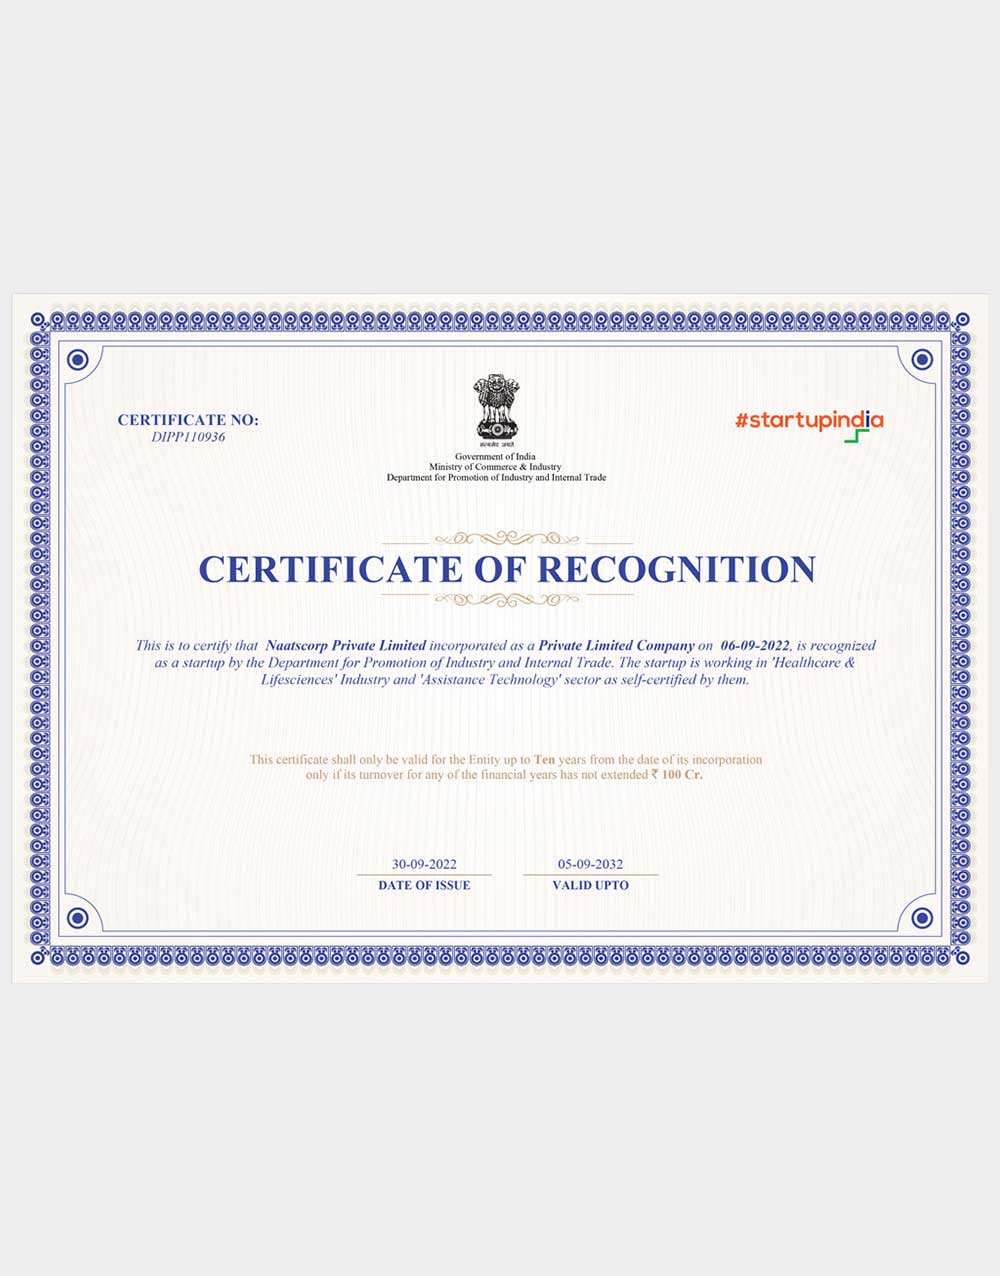 CERTIFICATE NO:
DIPP110936
#startupindia
सत्यमेव जयते
Government of India
Ministry of Commerce & Industry
Department for Promotion of Industry and Internal Trade
CERTIFICATE OF RECOGNITION
This is to certify that Naatscorp Private Limited incorporated as a Private Limited Company on 06-09-2022, is recognized
as a startup by the Department for Promotion of Industry and Internal Trade. The startup is working in 'Healthcare &
Lifesciences' Industry and 'Assistance Technology' sector as self-certified by them.
This certificate shall only be valid for the Entity up to Ten years from the date of its incorporation
only if its turnover for any of the financial years has not extended ₹ 100 Cr.
30-09-2022
DATE OF ISSUE
05-09-2032
VALID UPTO